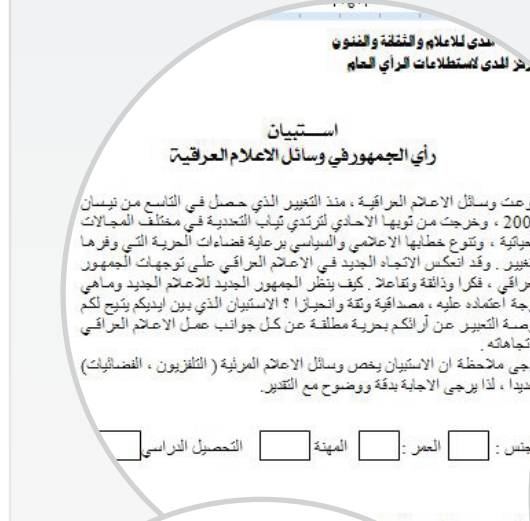 مدى للاعلام والثقافة والفنون
كز المدى لاستطلاعات الرأي العام
استبيان
رأي الجمهور في وسائل الاعلام العراقية
وعت وسائل الاعلام العراقية ، منذ التغيير الذي حصل في التاسع من نيسان
200 ، وخرجت من ثوبها الاحادي لترتدي ثياب التعددية في مختلف المجالات
حياتية ، وتنوع خطابها الاعلامي والسياسي برعاية فضاءات الحرية التي وفرها
تغيير . وقد انعكس الاتجاه الجديد في الاعلام العراقي على توجهات الجمهور
عراقي ، فكرا وذائقة وتفاعلا . كيف ينظر الجمهور الجديد للاعلام الجديد وماهي
جة اعتماده عليه ، مصداقية وثقة وانحيازا ؟ الاستبيان الذي بين ايديكم يتيح لكم
رصة التعبير عن آرائكم بحرية مطلقة عن كل جوانب عمل الاعلام العراقي
تجاهاته .
جى ملاحظة ان الاستبيان يخص وسائل الاعلام المرئية ( التلفزيون ، الفضائيات)
ديدا ، لذا يرجى الاجابة بدقة ووضوح مع التقدير.
جنس : العمر : المهنة التحصيل الدراسي